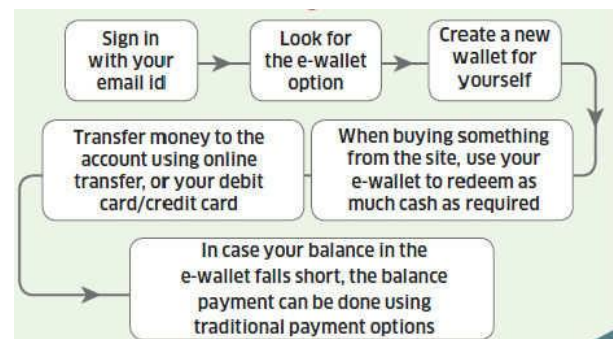 Sign in
with your
email id
Look for
the e-wallet
option
Create a new
wallet for
yourself
When buying something
from the site, use your
e-wallet to redeem as
much cash as required
Transfer money to the
account using online
transfer, or your debit
card/credit card
In case your balance in the
e-wallet falls short, the balance
payment can be done using
traditional payment options